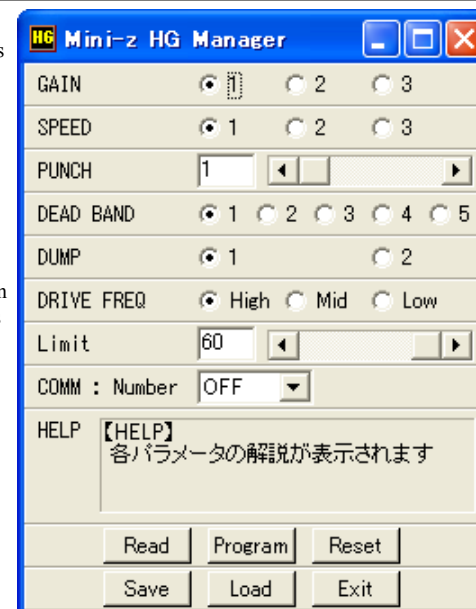 HG Mini-z HG Manager
GAIN 1 2 3
SPEED 1 2 3
PUNCH 1
DEAD BAND 1 2 3 4 5
DUMP 1 2
DRIVE FREQ High Mid Low
Limit 60
COMM : Number OFF
HELP 【HELP】
各パラメータの解説が表示されます
Read Program Reset
Save Load Exit